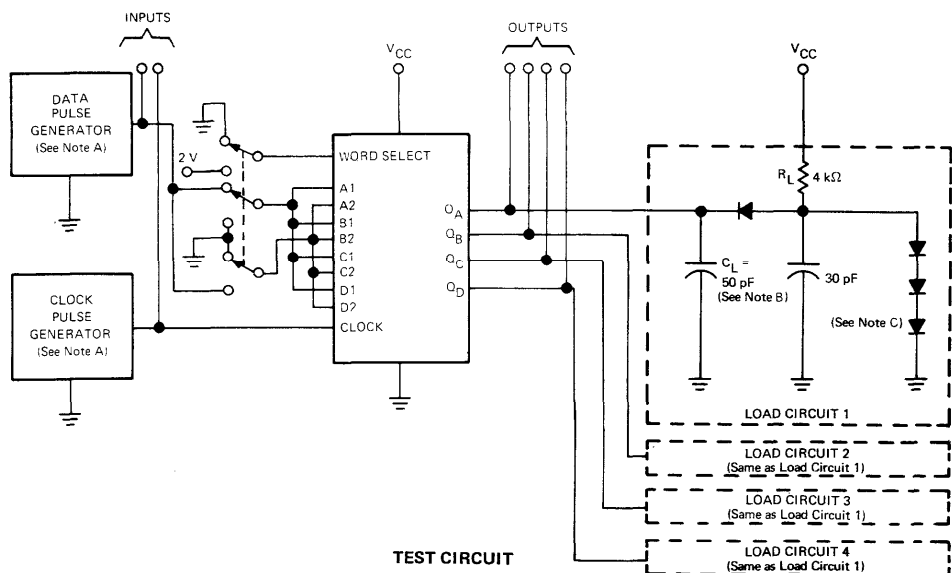 INPUTS
OUTPUTS
VCC
VCC
DATA
PULSE
GENERATOR
(See Note A)
2 V
WORD SELECT
A1
A2
B1
B2
C1
C2
D1
D2
CLOCK
QA
QB
QC
QD
RL
4 kΩ
CL =
50 pF
(See Note B)
30 pF
(See Note C)
CLOCK
PULSE
GENERATOR
(See Note A)
LOAD CIRCUIT 1
LOAD CIRCUIT 2
(Same as Load Circuit 1)
LOAD CIRCUIT 3
(Same as Load Circuit 1)
LOAD CIRCUIT 4
(Same as Load Circuit 1)
TEST CIRCUIT